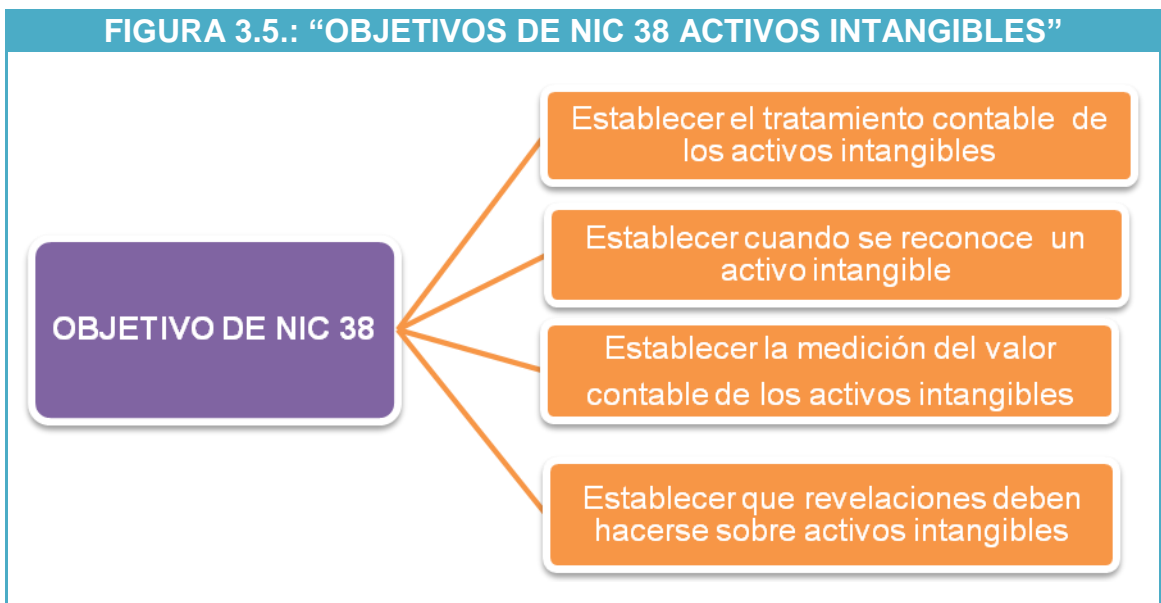 FIGURA 3.5.: “OBJETIVOS DE NIC 38 ACTIVOS INTANGIBLES”
OBJETIVO DE NIC 38
Establecer el tratamiento contable de
los activos intangibles
Establecer cuando se reconoce un
activo intangible
Establecer la medición del valor
contable de los activos intangibles
Establecer que revelaciones deben
hacerse sobre activos intangibles